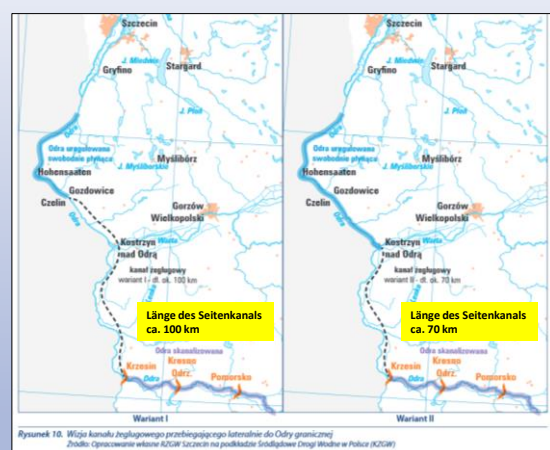 Szczecin
J. Miedwie
Stargard
Gryfino
J. Płoń
Odra
Odra uregulowana
swobodnie płynąca
Myślibórz
J. Myśliborskie
Hohensaaten
Gozdowice
Czelin
Odra
Gorzów
Wielkopolski
Kostrzyn
nad Odrą
Warta
kanał żeglugowy
wariant I - dł. ok. 100 km
Länge des Seitenkanals
ca. 100 km
Odra skanalizowana
Krzesin
Krosno
Odrz.
Pomorsko
Odra
Wariant I
Szczecin
J. Miedwie
Stargard
Gryfino
J. Płoń
Odra
Odra uregulowana
swobodnie płynąca
Myślibórz
J. Myśliborskie
Hohensaaten
Gozdowice
Czelin
Gorzów
Wielkopolski
Kostrzyn
nad Odrą
Warta
kanał żeglugowy
wariant II - dł. ok. 70 km
Länge des Seitenkanals
ca. 70 km
Odra skanalizowana
Krzesin
Krosno
Odrz.
Pomorsko
Odra
Wariant II
Rysunek 10. Wizja kanału żeglugowego przebiegającego lateralnie do Odry granicznej
Źródło: Opracowanie własne RZGW Szczecin na podkładzie Śródlądowe Drogi Wodne w Polsce (KZGW)